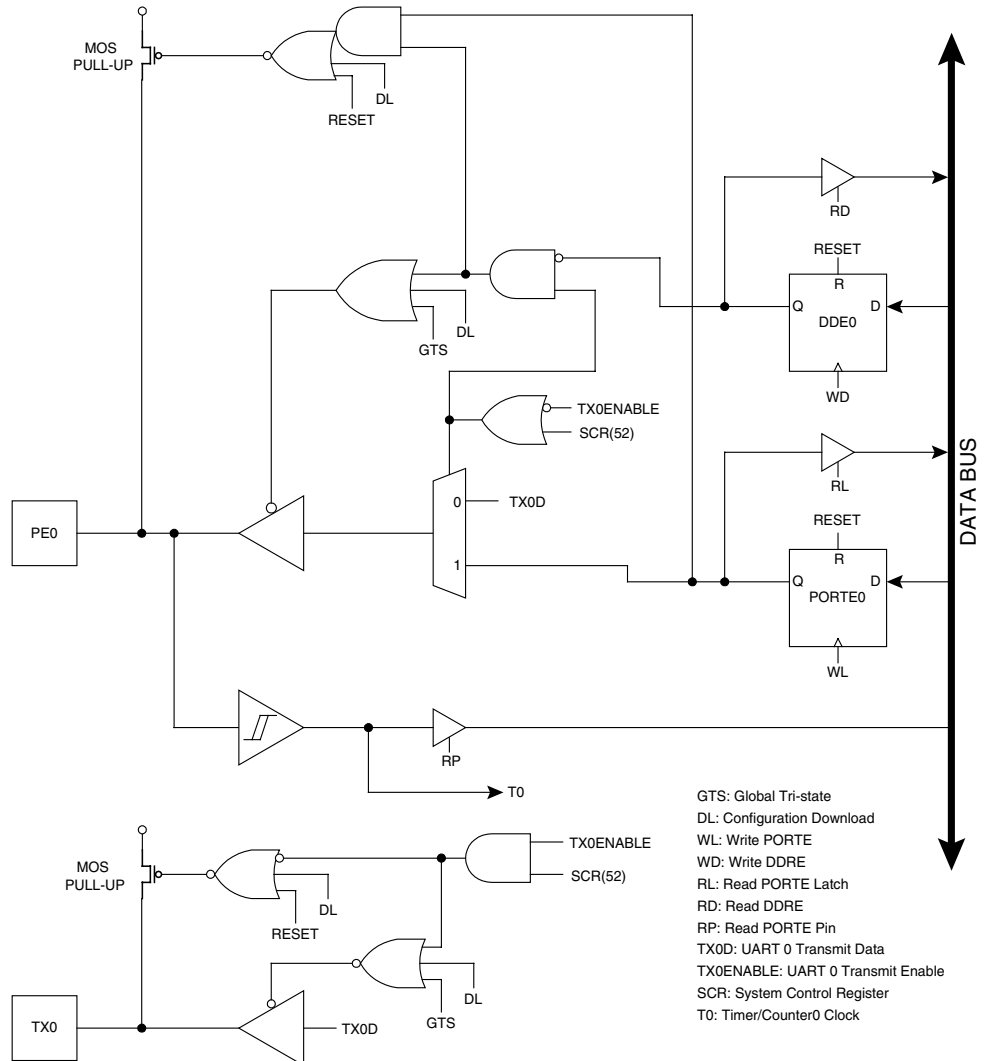 MOS
PULL-UP
DL
RESET
RD
RESET
R
Q
D
DDE0
DL
GTS
WD
TX0ENABLE
SCR(52)
RL
DATA BUS
0
TX0D
RESET
PE0
R
1
Q
D
PORTE0
WL
RP
T0
GTS: Global Tri-state
DL: Configuration Download
WL: Write PORTE
WD: Write DDRE
RL: Read PORTE Latch
RD: Read DDRE
RP: Read PORTE Pin
TX0D: UART 0 Transmit Data
TX0ENABLE: UART 0 Transmit Enable
SCR: System Control Register
T0: Timer/Counter0 Clock
MOS
PULL-UP
TX0ENABLE
SCR(52)
DL
RESET
DL
GTS
TX0
TX0D